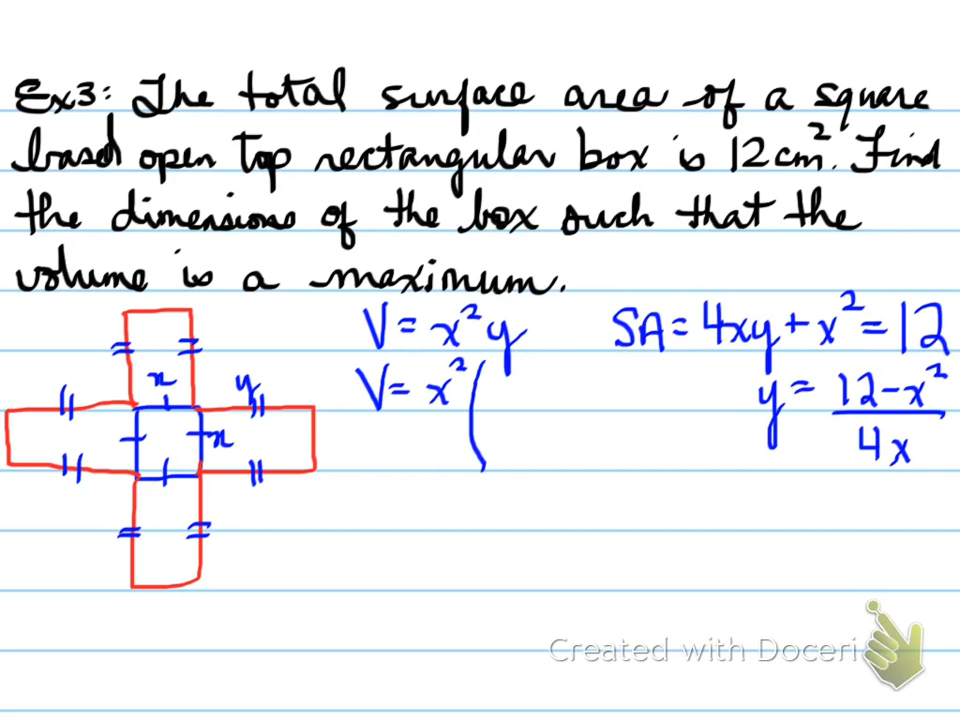 Ex3: The total surface area of a square
based open top rectangular box is 12cm². Find
the dimensions of the box such that the
volume is a maximum.
V = x²y
SA = 4xy + x² = 12
V = x²(
y = 12 - x²
4x
x
y
x
Created with Doceri